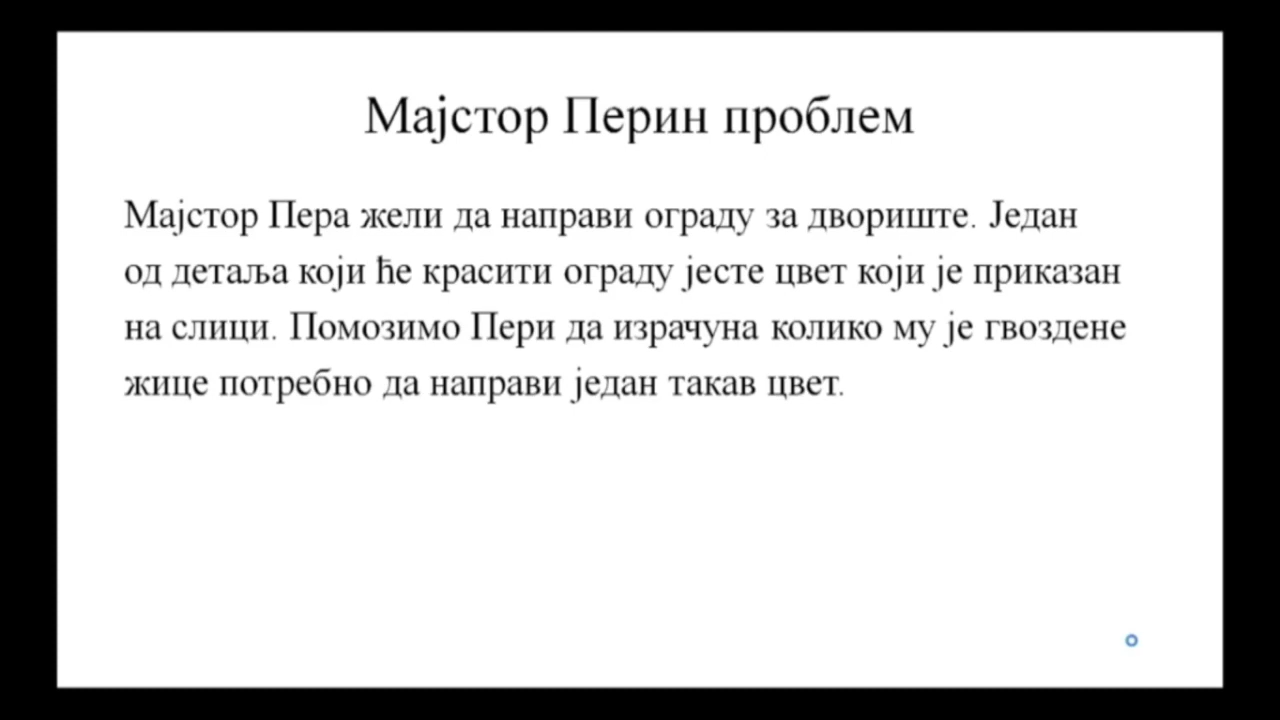 Мајстор Перин проблем
Мајстор Пера жели да направи ограду за двориште. Један
од детаља који ће красити ограду јесте цвет који је приказан
на слици. Помозимо Пери да израчуна колико му је гвоздене
жице потребно да направи један такав цвет.